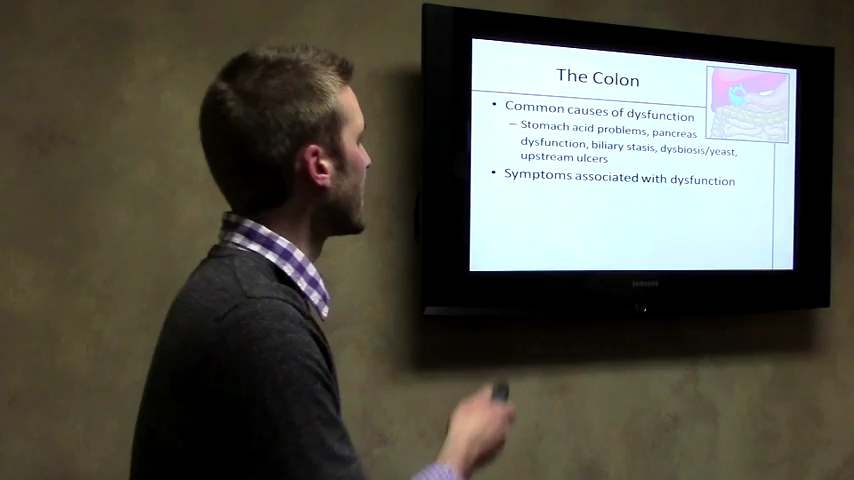 The Colon
• Common causes of dysfunction
– Stomach acid problems, pancreas
dysfunction, biliary stasis, dysbiosis/yeast,
upstream ulcers
• Symptoms associated with dysfunction
SAMSUNG